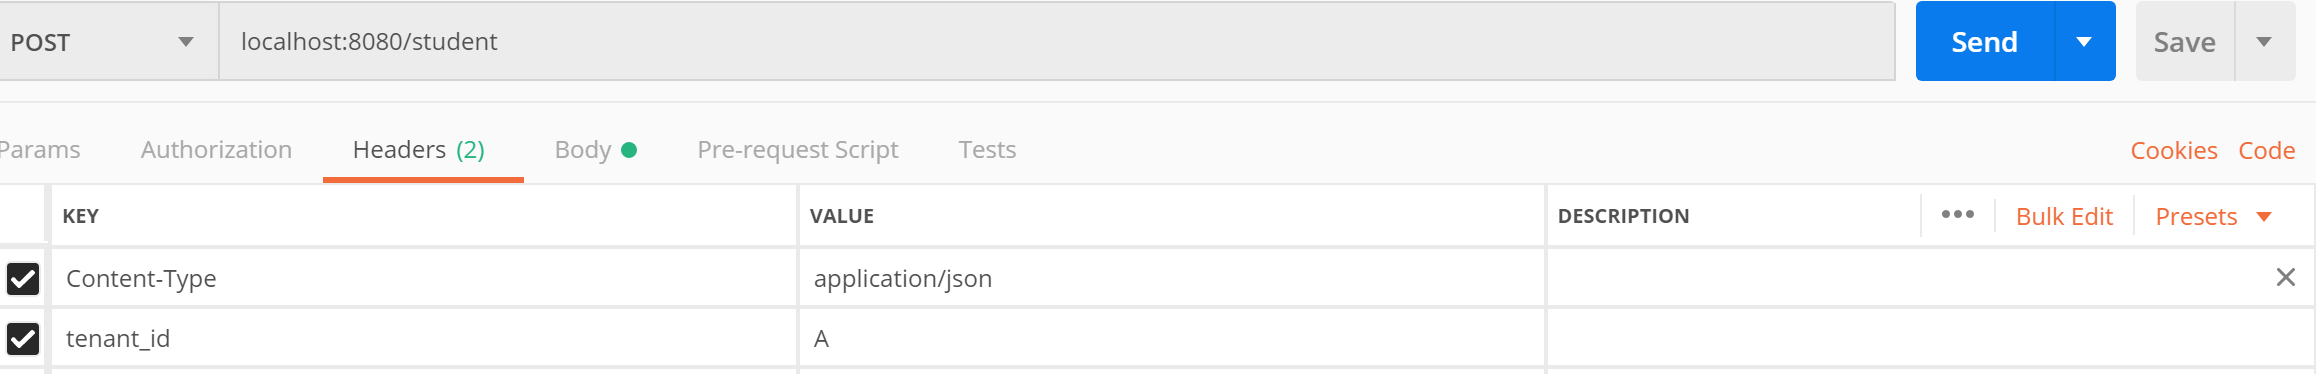 POST localhost:8080/student Send Save
Params Authorization Headers (2) Body Pre-request Script Tests Cookies Code
KEY VALUE DESCRIPTION ••• Bulk Edit Presets
Content-Type application/json
tenant_id A